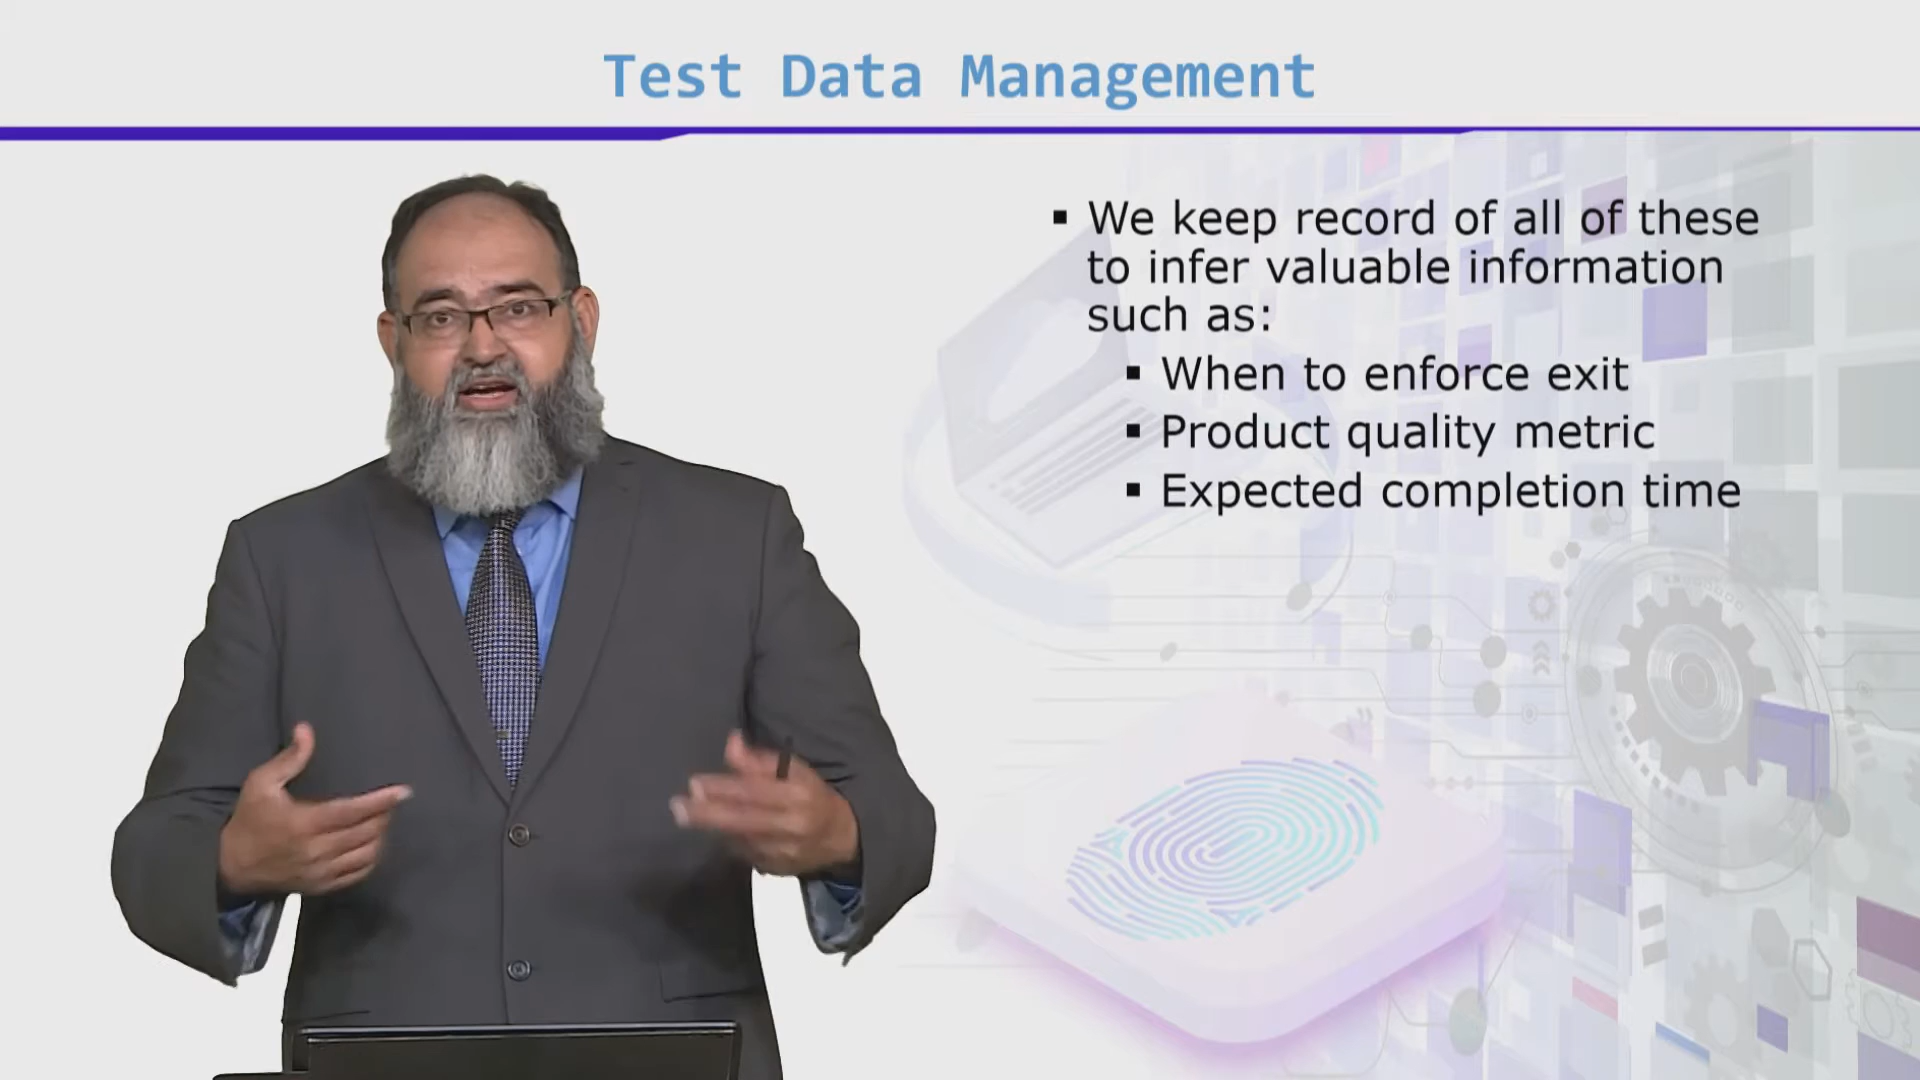 Test Data Management
▪ We keep record of all of these
to infer valuable information
such as:
▪ When to enforce exit
▪ Product quality metric
▪ Expected completion time